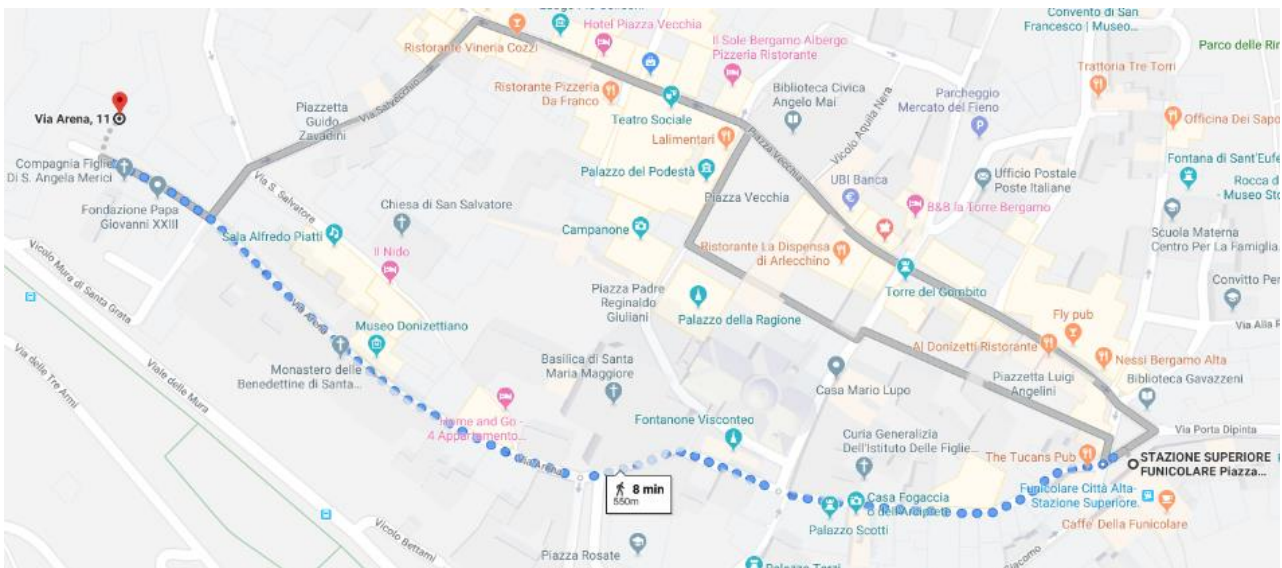 Convento di San
Francesco | Museo...
Hotel Piazza Vecchia
Ristorante Vineria Cozzi
Il Sole Bergamo Albergo
Pizzeria Ristorante
Parco delle
Trattoria Tre Torri
Ristorante Pizzeria
Da Franco
Biblioteca Civica
Angelo Mai
Parcheggio
Mercato del Fieno
Via Arena, 11
Piazzetta
Guido
Zavadini
Via Salvecchio
Teatro Sociale
Vicolo Aquila Nera
Officina Dei Sapo
Lalimentari
Piazza Vecchia
Compagnia Figlie
Di S. Angela Merici
Palazzo del Podestà
UBI Banca
Ufficio Postale
Poste Italiane
Fontana di Sant'Eufe
Rocca d
- Museo Sto
Via S. Salvatore
Chiesa di San Salvatore
Piazza Vecchia
B&B la Torre Bergamo
Fondazione Papa
Giovanni XXIII
Sala Alfredo Piatti
Campanone
Ristorante La Dispensa
di Arlecchino
Scuola Materna
Centro Per La Famiglia...
Vicolo Mura di Santa Grata
Il Nido
Piazza Padre
Reginaldo
Giuliani
Torre del Gombito
Convitto Per
Via Arena
Palazzo della Ragione
Fly pub
Via Alla R
Museo Donizettiano
Al Donizetti Ristorante
Nessi Bergamo Alta
Via delle Tre Armi
Viale delle Mura
Monastero delle
Benedettine di Santa...
Basilica di Santa
Maria Maggiore
Casa Mario Lupo
Piazzetta Luigi
Angelini
Biblioteca Gavazzeni
Home and Go -
4 Appartamento...
Fontanone Visconteo
Via Porta Dipinta
Curia Generalizia
Dell'Istituto Delle Figlie...
The Tucans Pub
STAZIONE SUPERIORE
FUNICOLARE Piazza...
Via Arena
8 min
550m
Casa Fogaccia
o dell'Arciprete
Funicolare Città Alta-
Stazione Superiore.
Palazzo Scotti
Caffe' Della Funicolare
Vicolo Bettami
Piazza Rosate
Palazzo Terzi
Giacomo